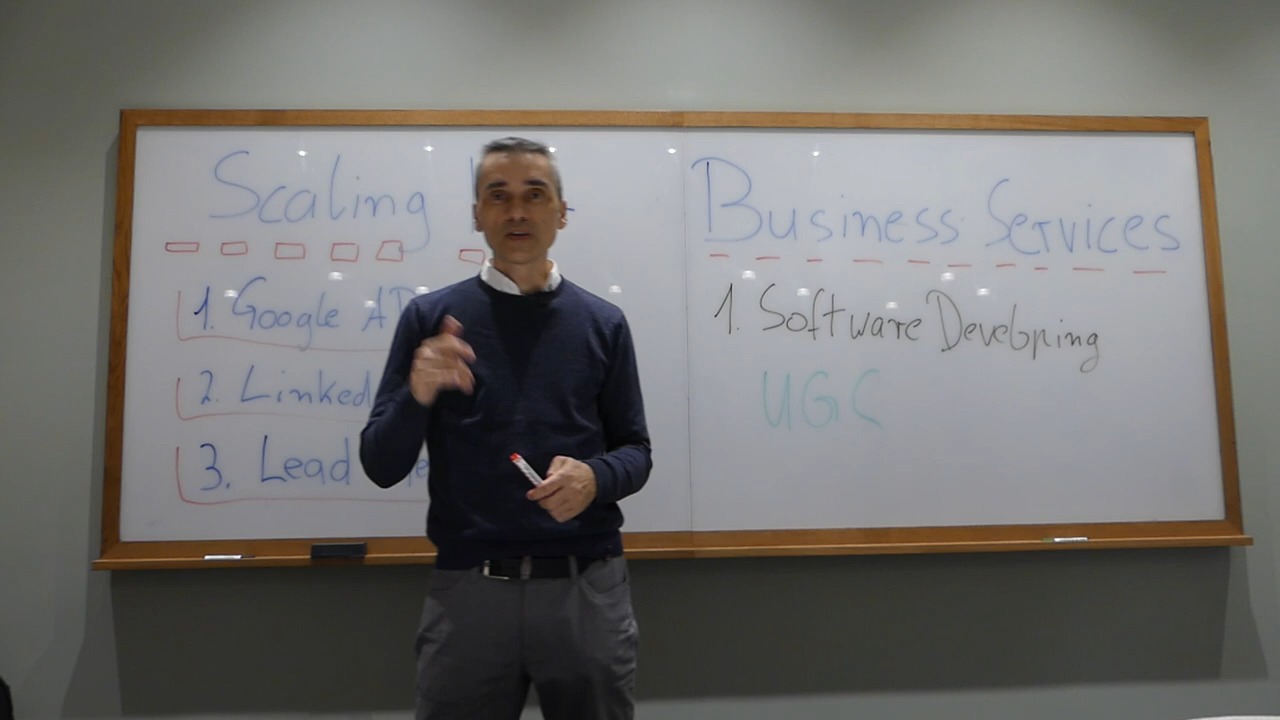 Scaling
Business Services
1. Google
2. Linked
3. Lead
1. Software Developing
UGC